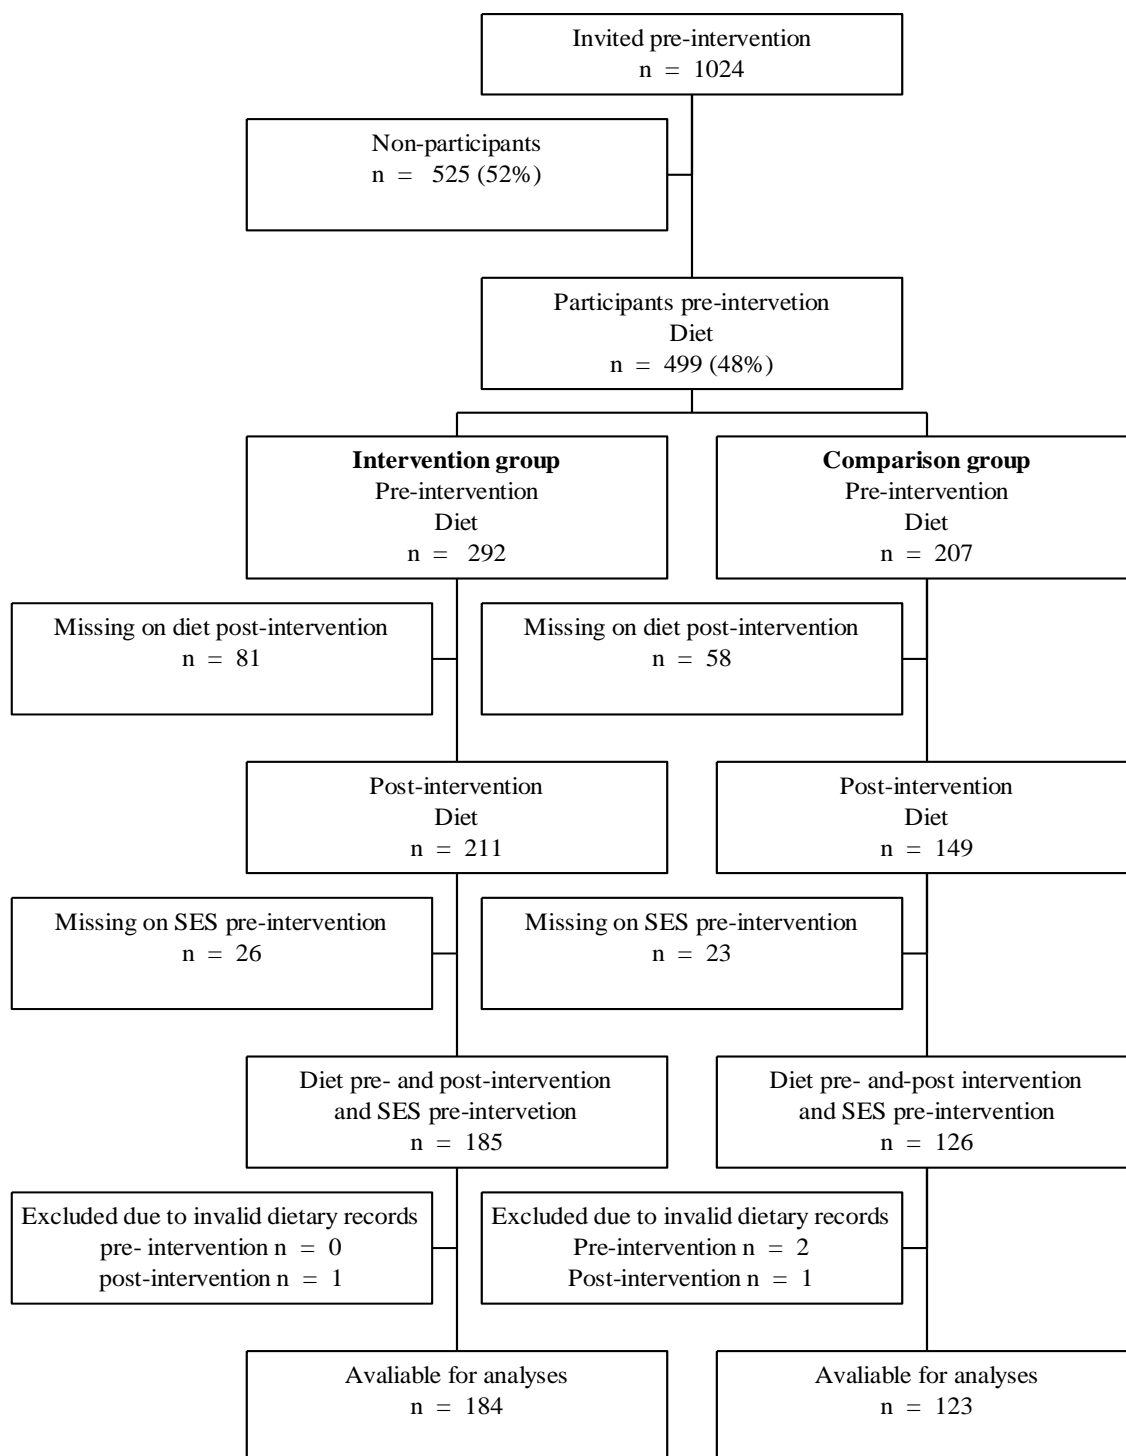 Invited pre-intervention
n = 1024
Non-participants
n = 525 (52%)
Participants pre-intervetion
Diet
n = 499 (48%)
Intervention group
Pre-intervention
Diet
n = 292
Comparison group
Pre-intervention
Diet
n = 207
Missing on diet post-intervention
n = 81
Missing on diet post-intervention
n = 58
Post-intervention
Diet
n = 211
Post-intervention
Diet
n = 149
Missing on SES pre-intervention
n = 26
Missing on SES pre-intervention
n = 23
Diet pre- and post-intervention
and SES pre-intervetion
n = 185
Diet pre- and-post intervention
and SES pre-intervention
n = 126
Excluded due to invalid dietary records
pre- intervention n = 0
post-intervention n = 1
Excluded due to invalid dietary records
Pre-intervention n = 2
Post-intervention n = 1
Avaliable for analyses
n = 184
Avaliable for analyses
n = 123